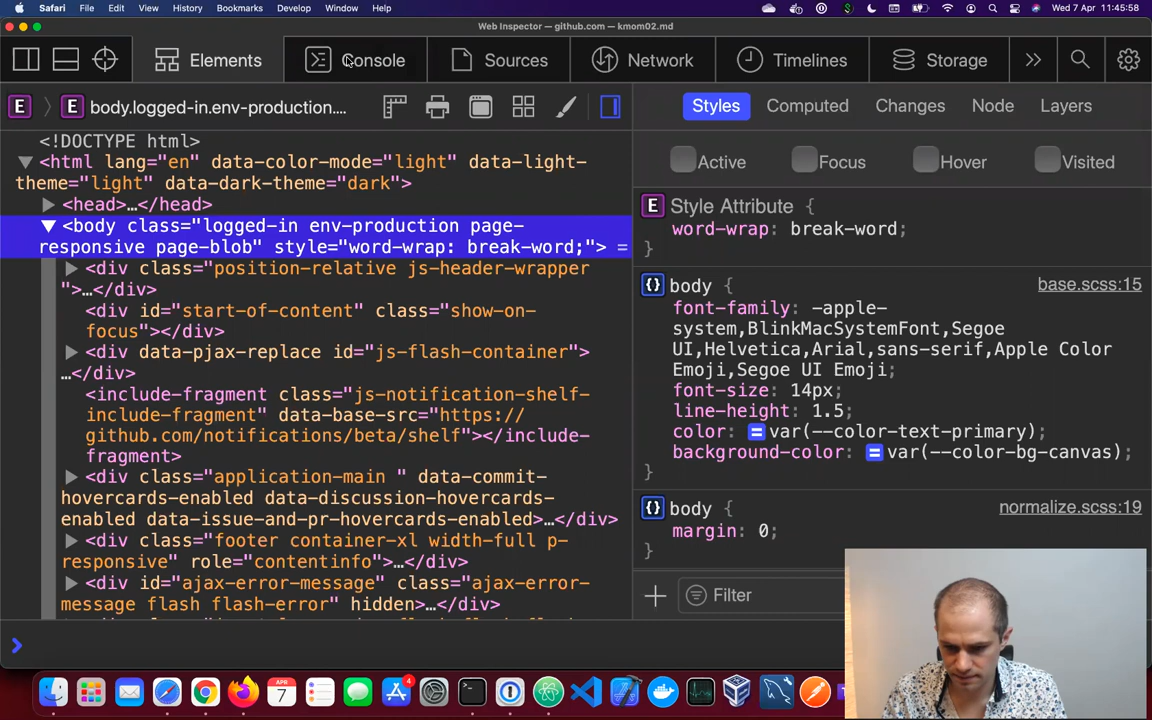 Safari File Edit View History Bookmarks Develop Window Help Wed 7 Apr 11:45:58
Web Inspector — github.com — kmom02.md
Elements Console Sources Network Timelines Storage
E E body.logged-in.env-production....
Styles Computed Changes Node Layers
<!DOCTYPE html>
<html lang="en" data-color-mode="light" data-light-
theme="light" data-dark-theme="dark">
<head>…</head>
<body class="logged-in env-production page-
responsive page-blob" style="word-wrap: break-word;"> =
<div class="position-relative js-header-wrapper
">…</div>
<div id="start-of-content" class="show-on-
focus"></div>
<div data-pjax-replace id="js-flash-container">
…</div>
<include-fragment class="js-notification-shelf-
include-fragment" data-base-src="https://
github.com/notifications/beta/shelf"></include-
fragment>
<div class="application-main " data-commit-
hovercards-enabled data-discussion-hovercards-
enabled data-issue-and-pr-hovercards-enabled>…</div>
<div class="footer container-xl width-full p-
responsive" role="contentinfo">…</div>
<div id="ajax-error-message" class="ajax-error-
message flash flash-error" hidden>…</div>
Active Focus Hover Visited
E Style Attribute {
word-wrap: break-word;
}
{} body { base.scss:15
font-family: -apple-
system,BlinkMacSystemFont,Segoe
UI,Helvetica,Arial,sans-serif,Apple Color
Emoji,Segoe UI Emoji;
font-size: 14px;
line-height: 1.5;
color: = var(--color-text-primary);
background-color: = var(--color-bg-canvas);
}
{} body { normalize.scss:19
margin: 0;
}
+ Filter
APR
7
4